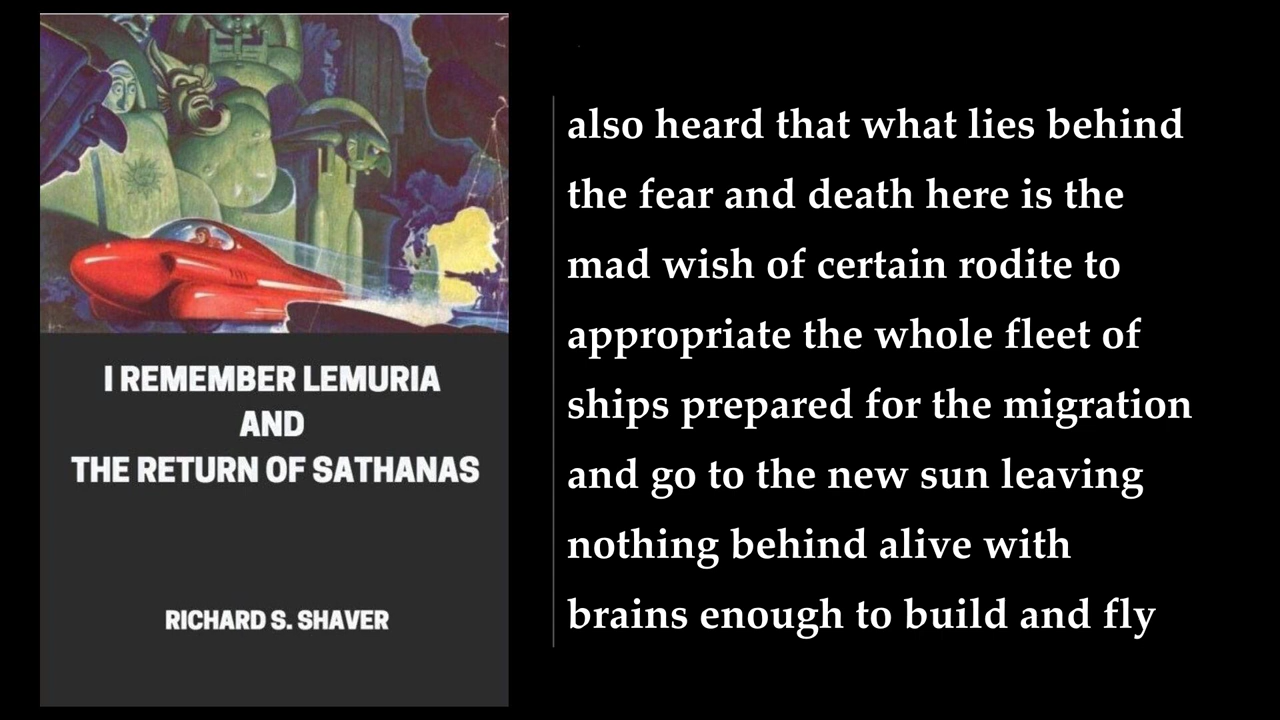 I REMEMBER LEMURIA
AND
THE RETURN OF SATHANAS
RICHARD S. SHAVER
also heard that what lies behind
the fear and death here is the
mad wish of certain rodite to
appropriate the whole fleet of
ships prepared for the migration
and go to the new sun leaving
nothing behind alive with
brains enough to build and fly